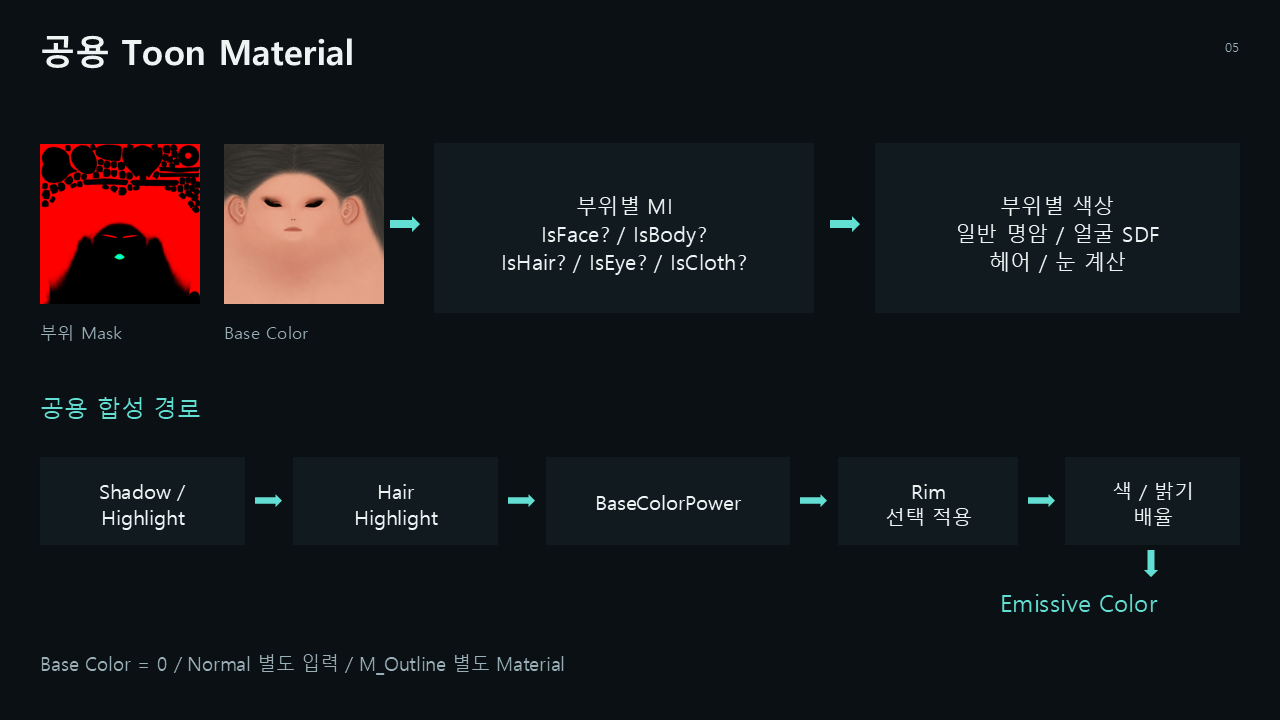 공용 Toon Material
05
부위 Mask
Base Color
부위별 MI
IsFace? / IsBody?
IsHair? / IsEye? / IsCloth?
부위별 색상
일반 명암 / 얼굴 SDF
헤어 / 눈 계산
공용 합성 경로
Shadow /
Highlight
Hair
Highlight
BaseColorPower
Rim
선택 적용
색 / 밝기
배율
Emissive Color
Base Color = 0 / Normal 별도 입력 / M_Outline 별도 Material